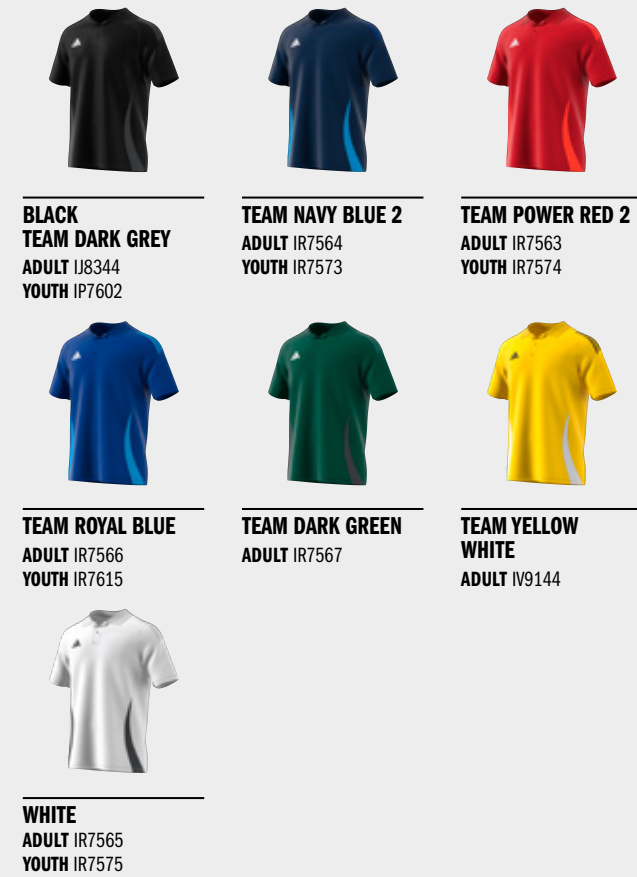 BLACK
TEAM DARK GREY
ADULT IJ8344
YOUTH IP7602
TEAM NAVY BLUE 2
ADULT IR7564
YOUTH IR7573
TEAM POWER RED 2
ADULT IR7563
YOUTH IR7574
TEAM ROYAL BLUE
ADULT IR7566
YOUTH IR7615
TEAM DARK GREEN
ADULT IR7567
TEAM YELLOW
WHITE
ADULT IV9144
WHITE
ADULT IR7565
YOUTH IR7575